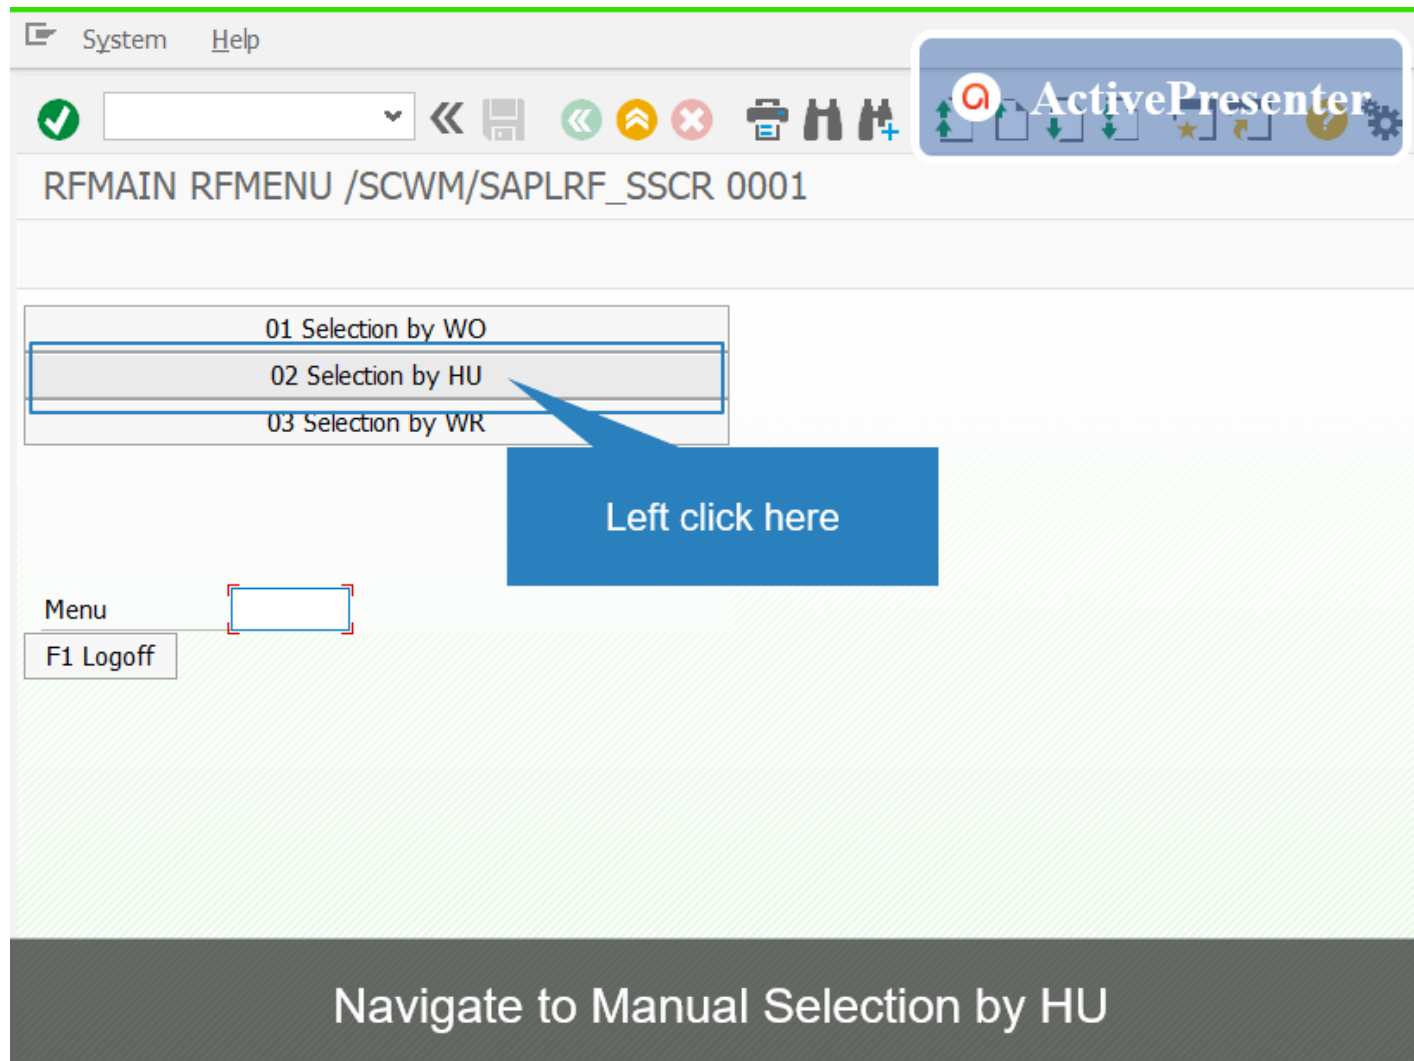 System Help
ActivePresenter
RFMAIN RFMENU /SCWM/SAPLRF_SSCR 0001
01 Selection by WO
02 Selection by HU
03 Selection by WR
Left click here
Menu
F1 Logoff
Navigate to Manual Selection by HU